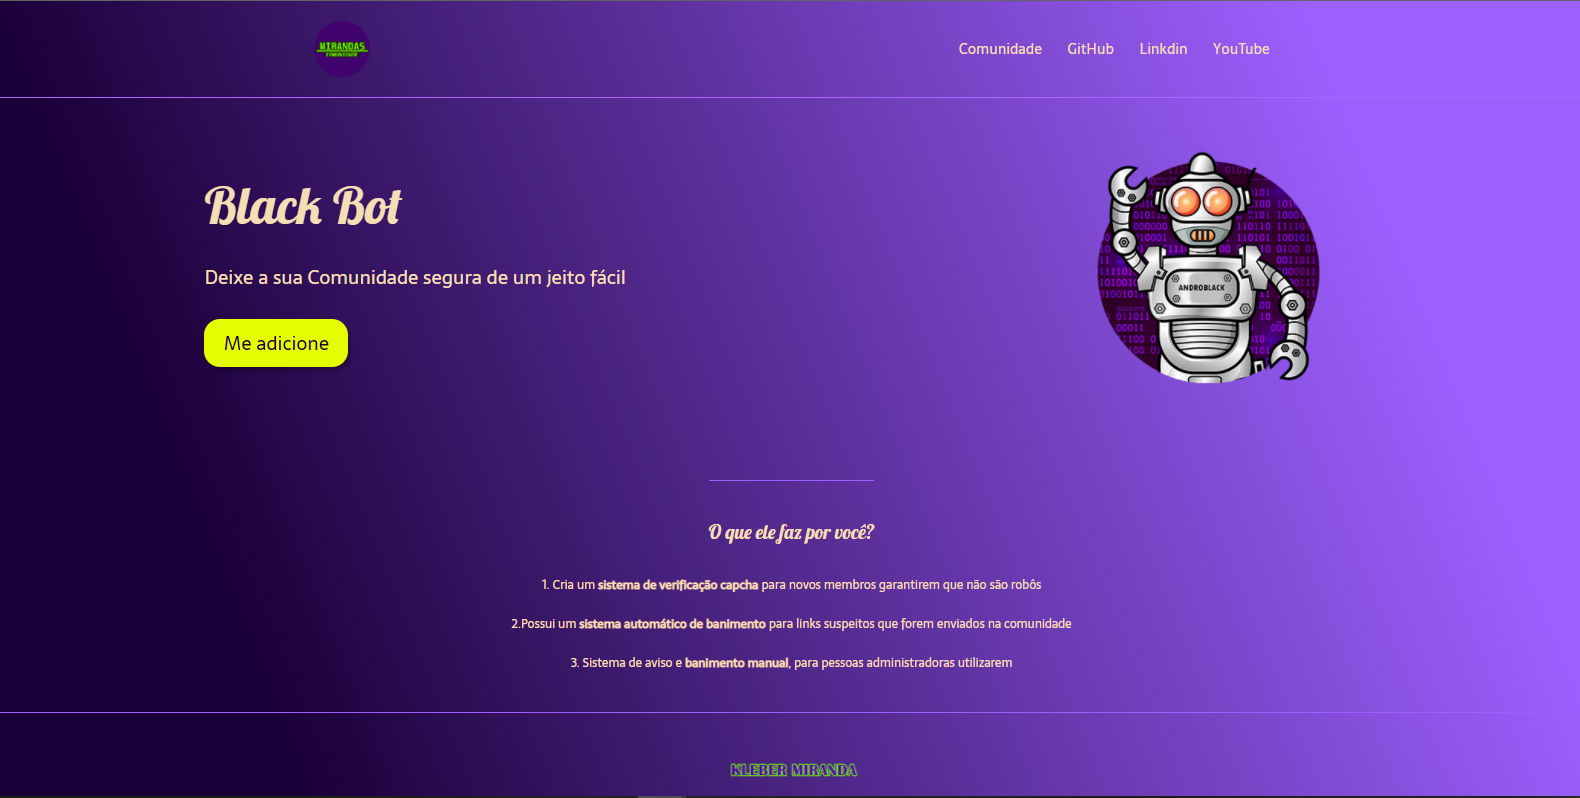 MIRANDAS
COMUNIDADE
Comunidade GitHub Linkdin YouTube
Black Bot
Deixe a sua Comunidade segura de um jeito fácil
Me adicione
ANDROBLACK
O que ele faz por você?
1. Cria um sistema de verificação capcha para novos membros garantirem que não são robôs
2.Possui um sistema automático de banimento para links suspeitos que forem enviados na comunidade
3. Sistema de aviso e banimento manual, para pessoas administradoras utilizarem
KLEBER MIRANDA